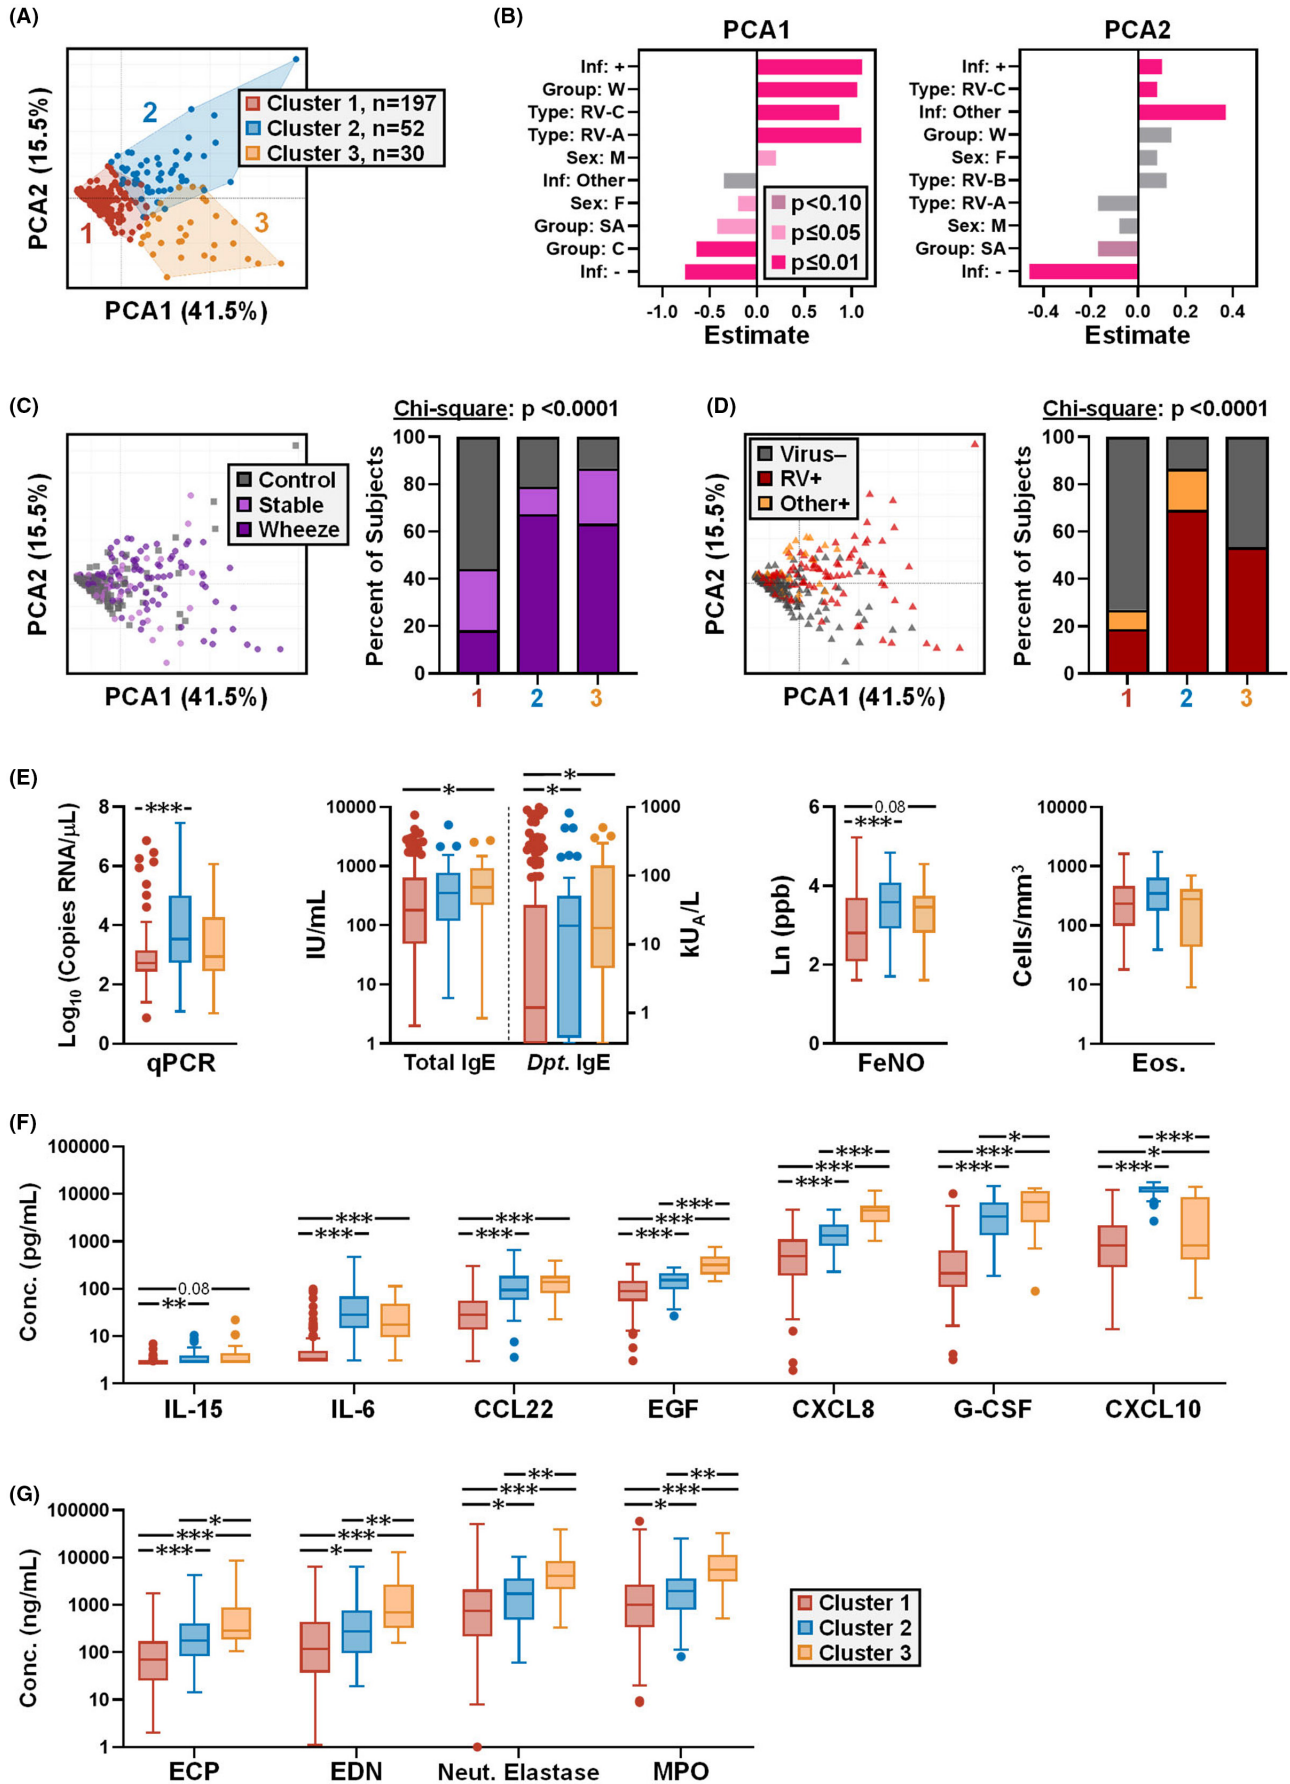 (A)
2
Cluster 1, n=197
Cluster 2, n=52
Cluster 3, n=30
1
3
PCA2 (15.5%)
PCA1 (41.5%)
(B)
PCA1
Inf: +
Group: W
Type: RV-C
Type: RV-A
Sex: M
Inf: Other
Sex: F
Group: SA
Group: C
Inf: -
p<0.10
p≤0.05
p≤0.01
-1.0 -0.5 0.0 0.5 1.0
Estimate
PCA2
Inf: +
Type: RV-C
Inf: Other
Group: W
Sex: F
Type: RV-B
Type: RV-A
Sex: M
Group: SA
Inf: -
-0.4 -0.2 0.0 0.2 0.4
Estimate
(C)
PCA2 (15.5%)
Control
Stable
Wheeze
PCA1 (41.5%)
Chi-square: p <0.0001
Percent of Subjects
100
80
60
40
20
0
1 2 3
(D)
PCA2 (15.5%)
Virus–
RV+
Other+
PCA1 (41.5%)
Chi-square: p <0.0001
Percent of Subjects
100
80
60
40
20
0
1 2 3
(E)
Log10 (Copies RNA/μL)
8
6
4
2
0
***
qPCR
IU/mL
10000
1000
100
10
1
*
* *
1000
100
10
1
kUA/L
Total IgE Dpt. IgE
Ln (ppb)
6
4
2
0
0.08
***
FeNO
Cells/mm3
10000
1000
100
10
1
Eos.
(F)
Conc. (pg/mL)
100000
10000
1000
100
10
1
0.08
**
***
***
***
***
***
***
***
***
***
***
*
***
***
***
*
***
IL-15 IL-6 CCL22 EGF CXCL8 G-CSF CXCL10
(G)
Conc. (ng/mL)
100000
10000
1000
100
10
1
*
***
***
**
***
*
**
***
*
**
***
*
ECP EDN Neut. Elastase MPO
Cluster 1
Cluster 2
Cluster 3